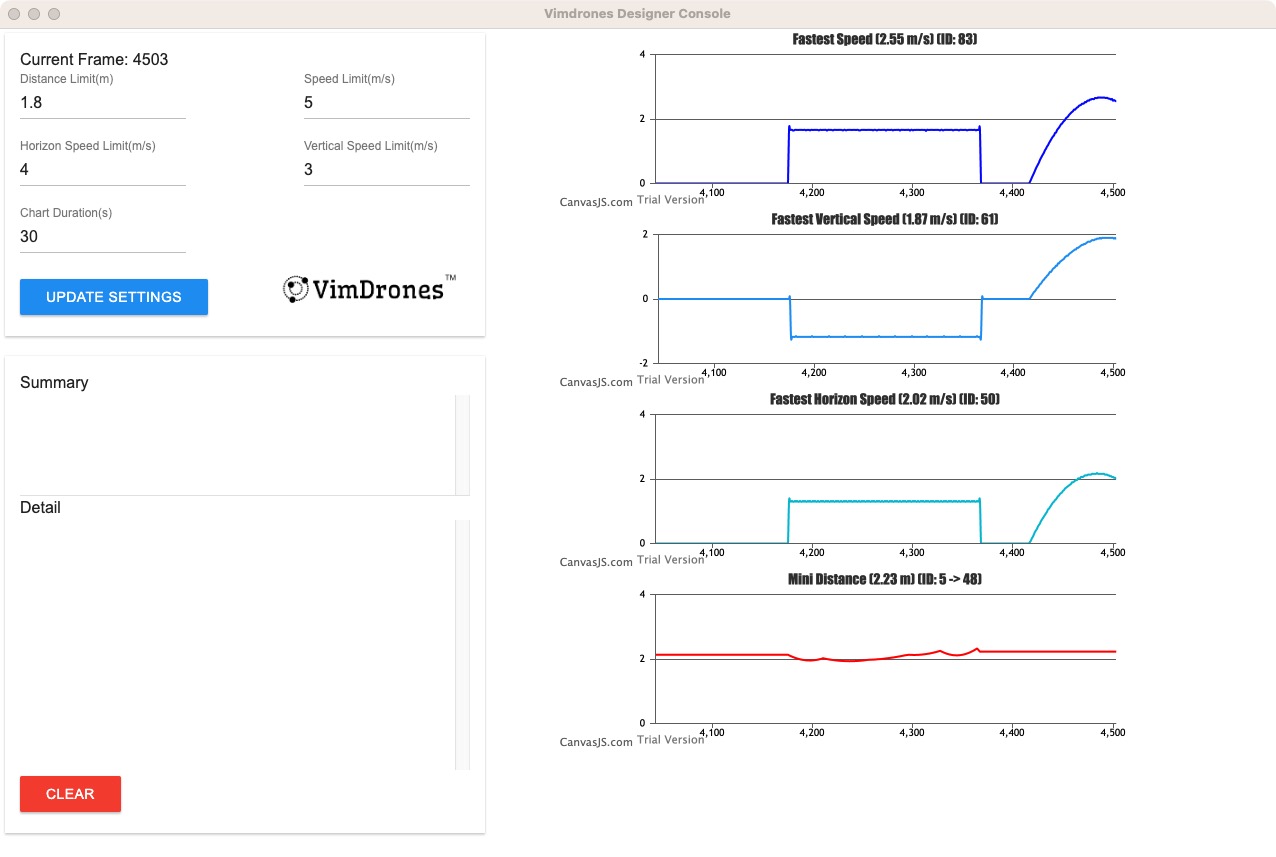 Vimdrones Designer Console
Current Frame: 4503
Distance Limit(m)
1.8
Speed Limit(m/s)
5
Horizon Speed Limit(m/s)
4
Vertical Speed Limit(m/s)
3
Chart Duration(s)
30
UPDATE SETTINGS
VimDrones™
Summary
Detail
CLEAR
Fastest Speed (2.55 m/s) (ID: 83)
4
2
0
4,100 4,200 4,300 4,400 4,500
CanvasJS.com Trial Version
Fastest Vertical Speed (1.87 m/s) (ID: 61)
2
0
-2
4,100 4,200 4,300 4,400 4,500
CanvasJS.com Trial Version
Fastest Horizon Speed (2.02 m/s) (ID: 50)
4
2
0
4,100 4,200 4,300 4,400 4,500
CanvasJS.com Trial Version
Mini Distance (2.23 m) (ID: 5 -> 48)
4
2
0
4,100 4,200 4,300 4,400 4,500
CanvasJS.com Trial Version